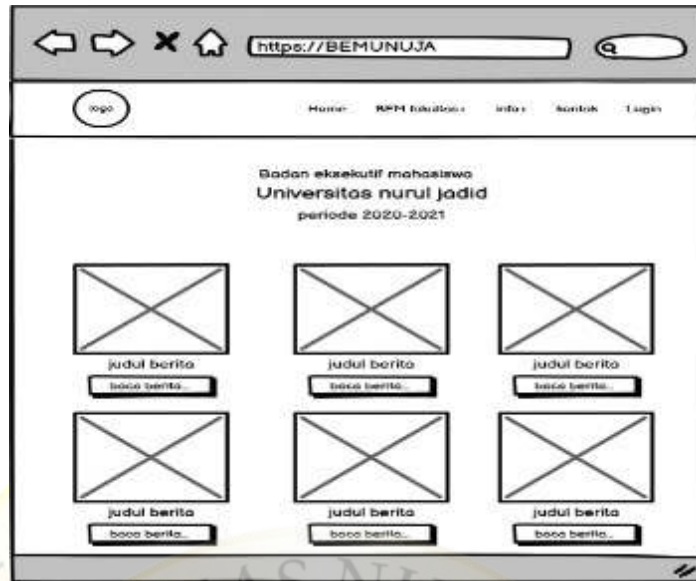 https://BEMUNUJA
logo
Home BEM fakultas info kontak Login
Badan eksekutif mahasiswa
Universitas nurul jadid
periode 2020-2021
judul berita judul berita judul berita
baca berita... baca berita... baca berita...
judul berita judul berita judul berita
baca berita... baca berita... baca berita...